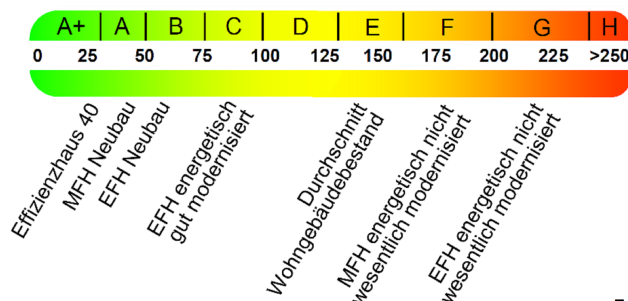 A+ A B C D E F G H
0 25 50 75 100 125 150 175 200 225 >250
Effizienzhaus 40
MFH Neubau
EFH Neubau
EFH energetisch
gut modernisiert
Durchschnitt
Wohngebäudebestand
MFH energetisch nicht
wesentlich modernisiert
EFH energetisch nicht
wesentlich modernisiert